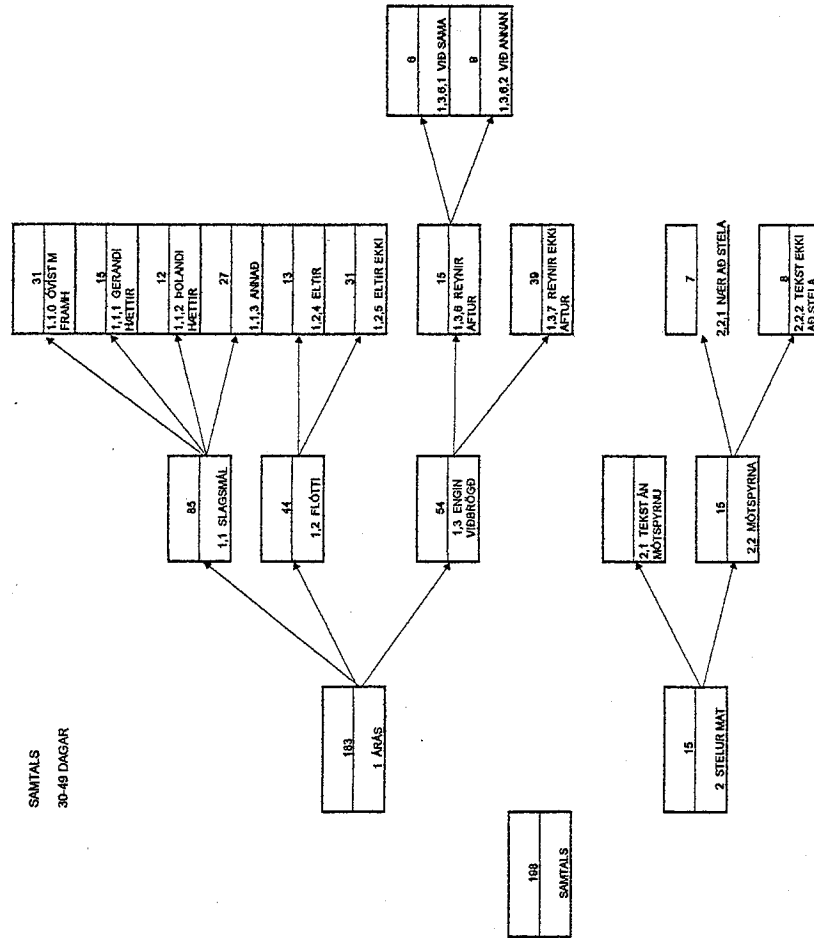 SAMTALS
30-49 DAGAR
198
SAMTALS
183
1 ÁRÁS
15
2 STELUR MAT
85
1,1 SLAGSMÁL
44
1,2 FLÓTTI
54
1,3 ENGIN
VIÐBRÖGÐ
2,1 TEKST ÁN
MÓTSPYRNU
15
2,2 MÓTSPYRNA
31
1,1,0 ÓVÍST M
FRAMH
15
1,1,1 GERANDI
HÆTTIR
12
1,1,2 ÞOLANDI
HÆTTIR
27
1,1,3 ANNAÐ
13
1,2,4 ELTIR
31
1,2,5 ELTIR EKKI
15
1,3,6 REYNIR
AFTUR
39
1,3,7 REYNIR EKKI
AFTUR
7
2,2,1 NÆR AÐ STELA
8
2,2,2 TEKST EKKI
AÐ STELA
6
1,3,6,1 VIÐ SAMA
9
1,3,6,2 VIÐ ANNAN